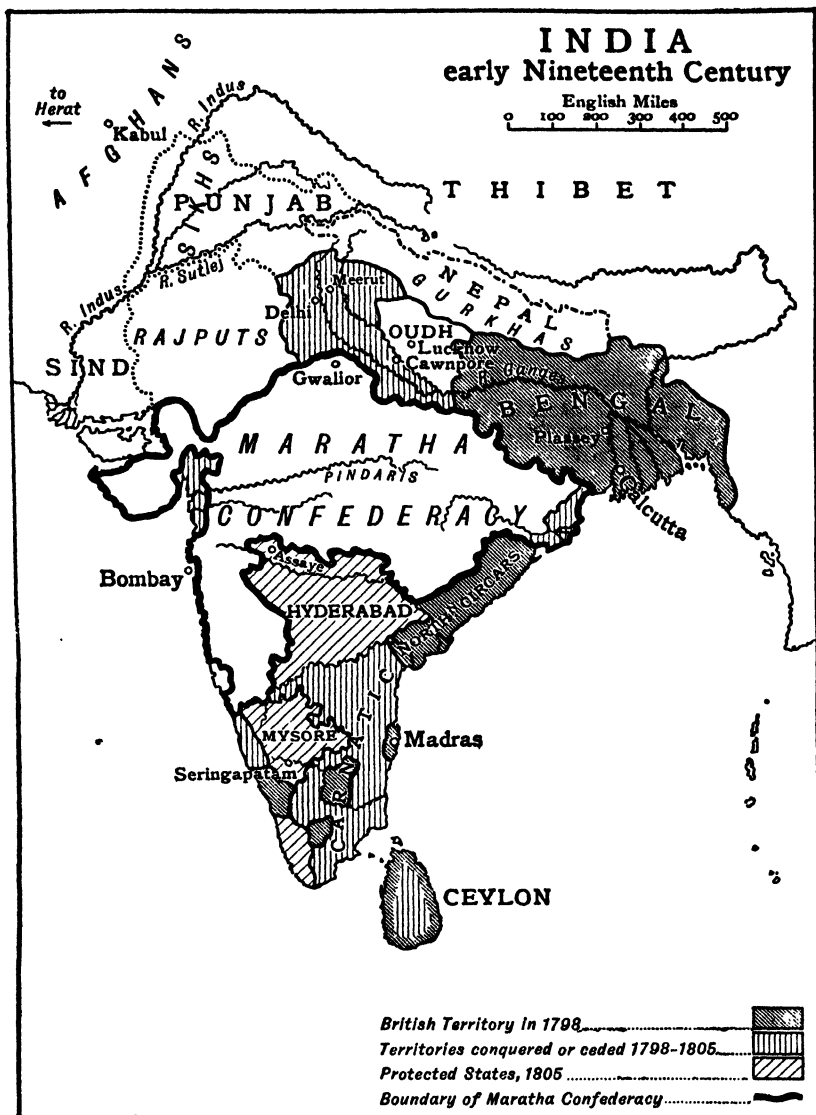 INDIA
early Nineteenth Century
English Miles
0 100 200 300 400 500
to
Herat
AFGHANS
Kabul
R. Indus
SIKHS
PUNJAB
THIBET
R. Sutlej
R. Indus
NEPAL
GURKHAS
Meerut
Delhi
RAJPUTS
OUDH
Lucknow
Cawnpore
SIND
Gwalior
R. Ganges
BENGAL
Plassey
Calcutta
MARATHA
PINDARIS
CONFEDERACY
Assaye
Bombay
HYDERABAD
NORTHN CIRCARS
CARNATIC
MYSORE
Madras
Seringapatam
CEYLON
British Territory in 1798
Territories conquered or ceded 1798-1805
Protected States, 1805
Boundary of Maratha Confederacy